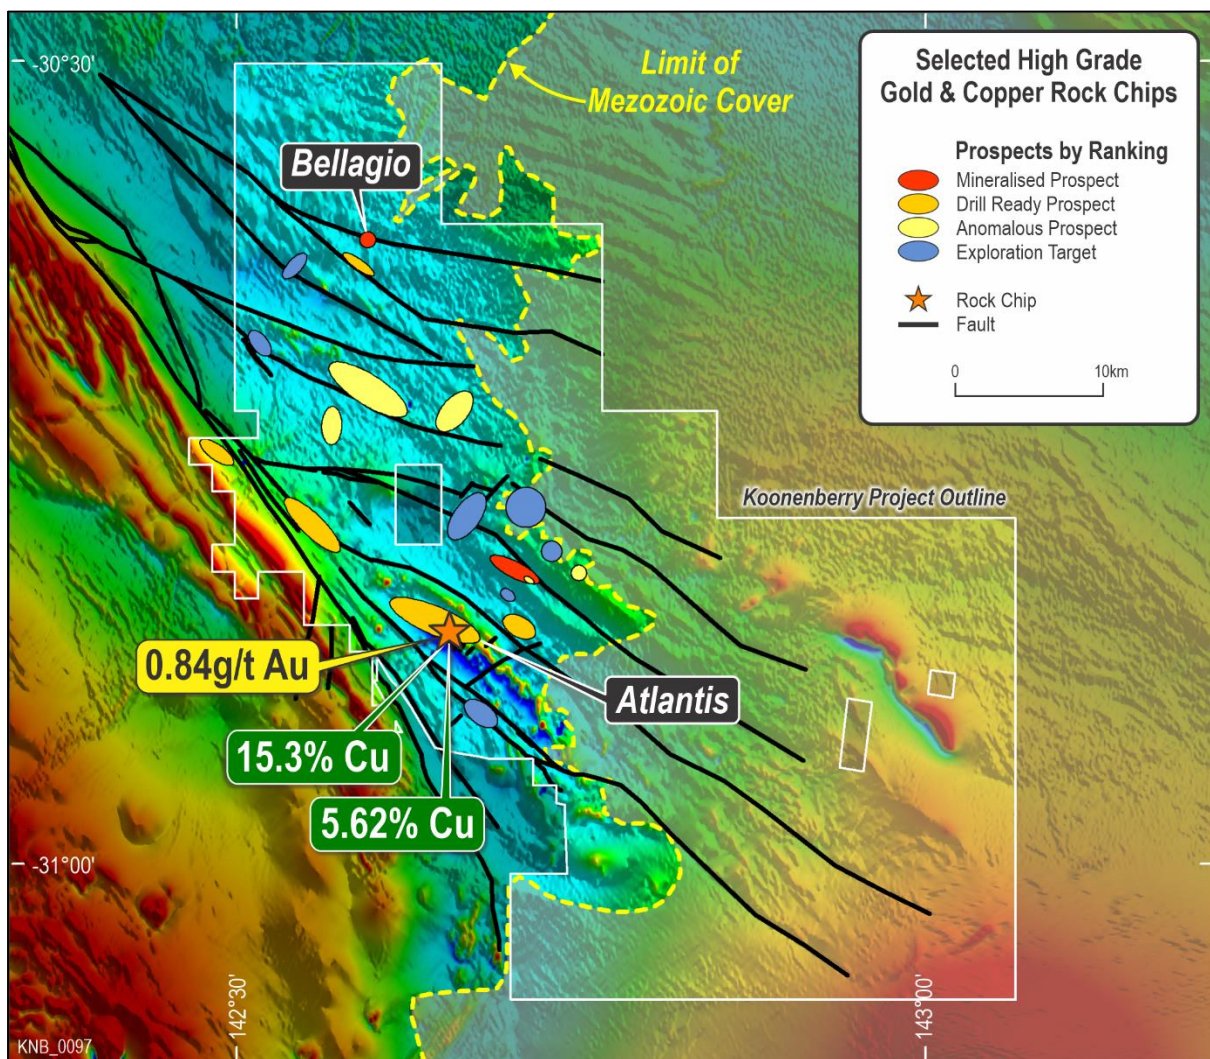 -30°30'
Limit of
Mezozoic Cover
Selected High Grade
Gold & Copper Rock Chips
Prospects by Ranking
Mineralised Prospect
Drill Ready Prospect
Anomalous Prospect
Exploration Target
Rock Chip
Fault
0
10km
Bellagio
Koonenberry Project Outline
0.84g/t Au
Atlantis
15.3% Cu
5.62% Cu
-31°00'
142°30'
143°00'
KNB_0097